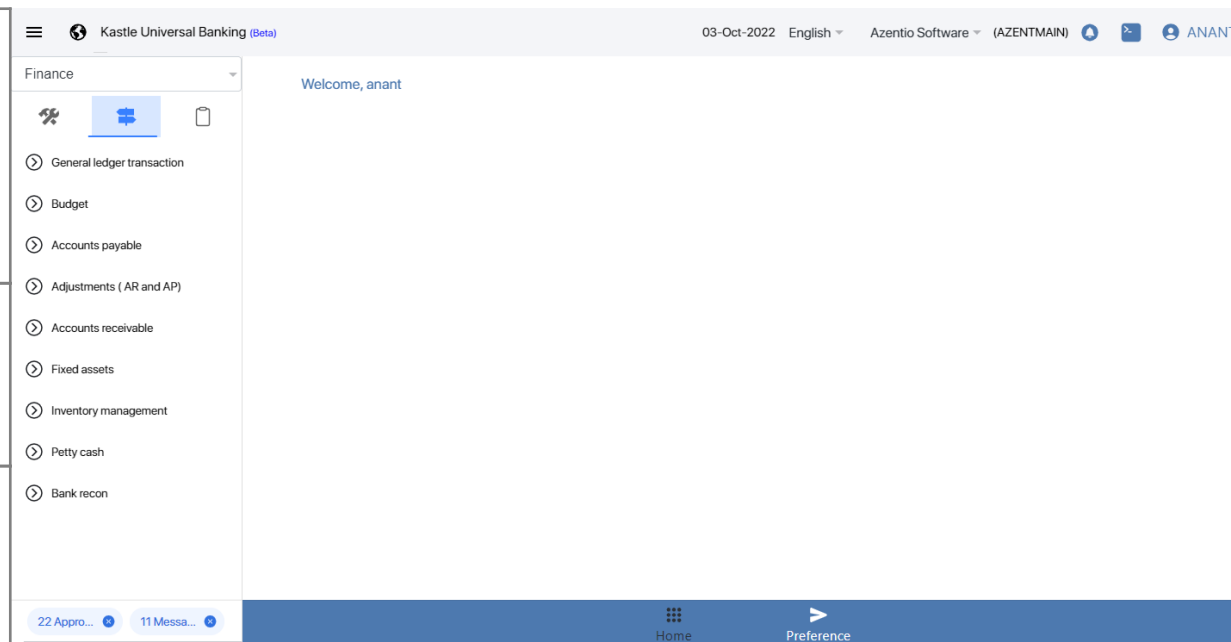 Kastle Universal Banking (Beta)
03-Oct-2022 English Azentio Software (AZENTMAIN) ANANT
Finance
Welcome, anant
General ledger transaction
Budget
Accounts payable
Adjustments ( AR and AP)
Accounts receivable
Fixed assets
Inventory management
Petty cash
Bank recon
22 Appro... 11 Messa...
Home Preference